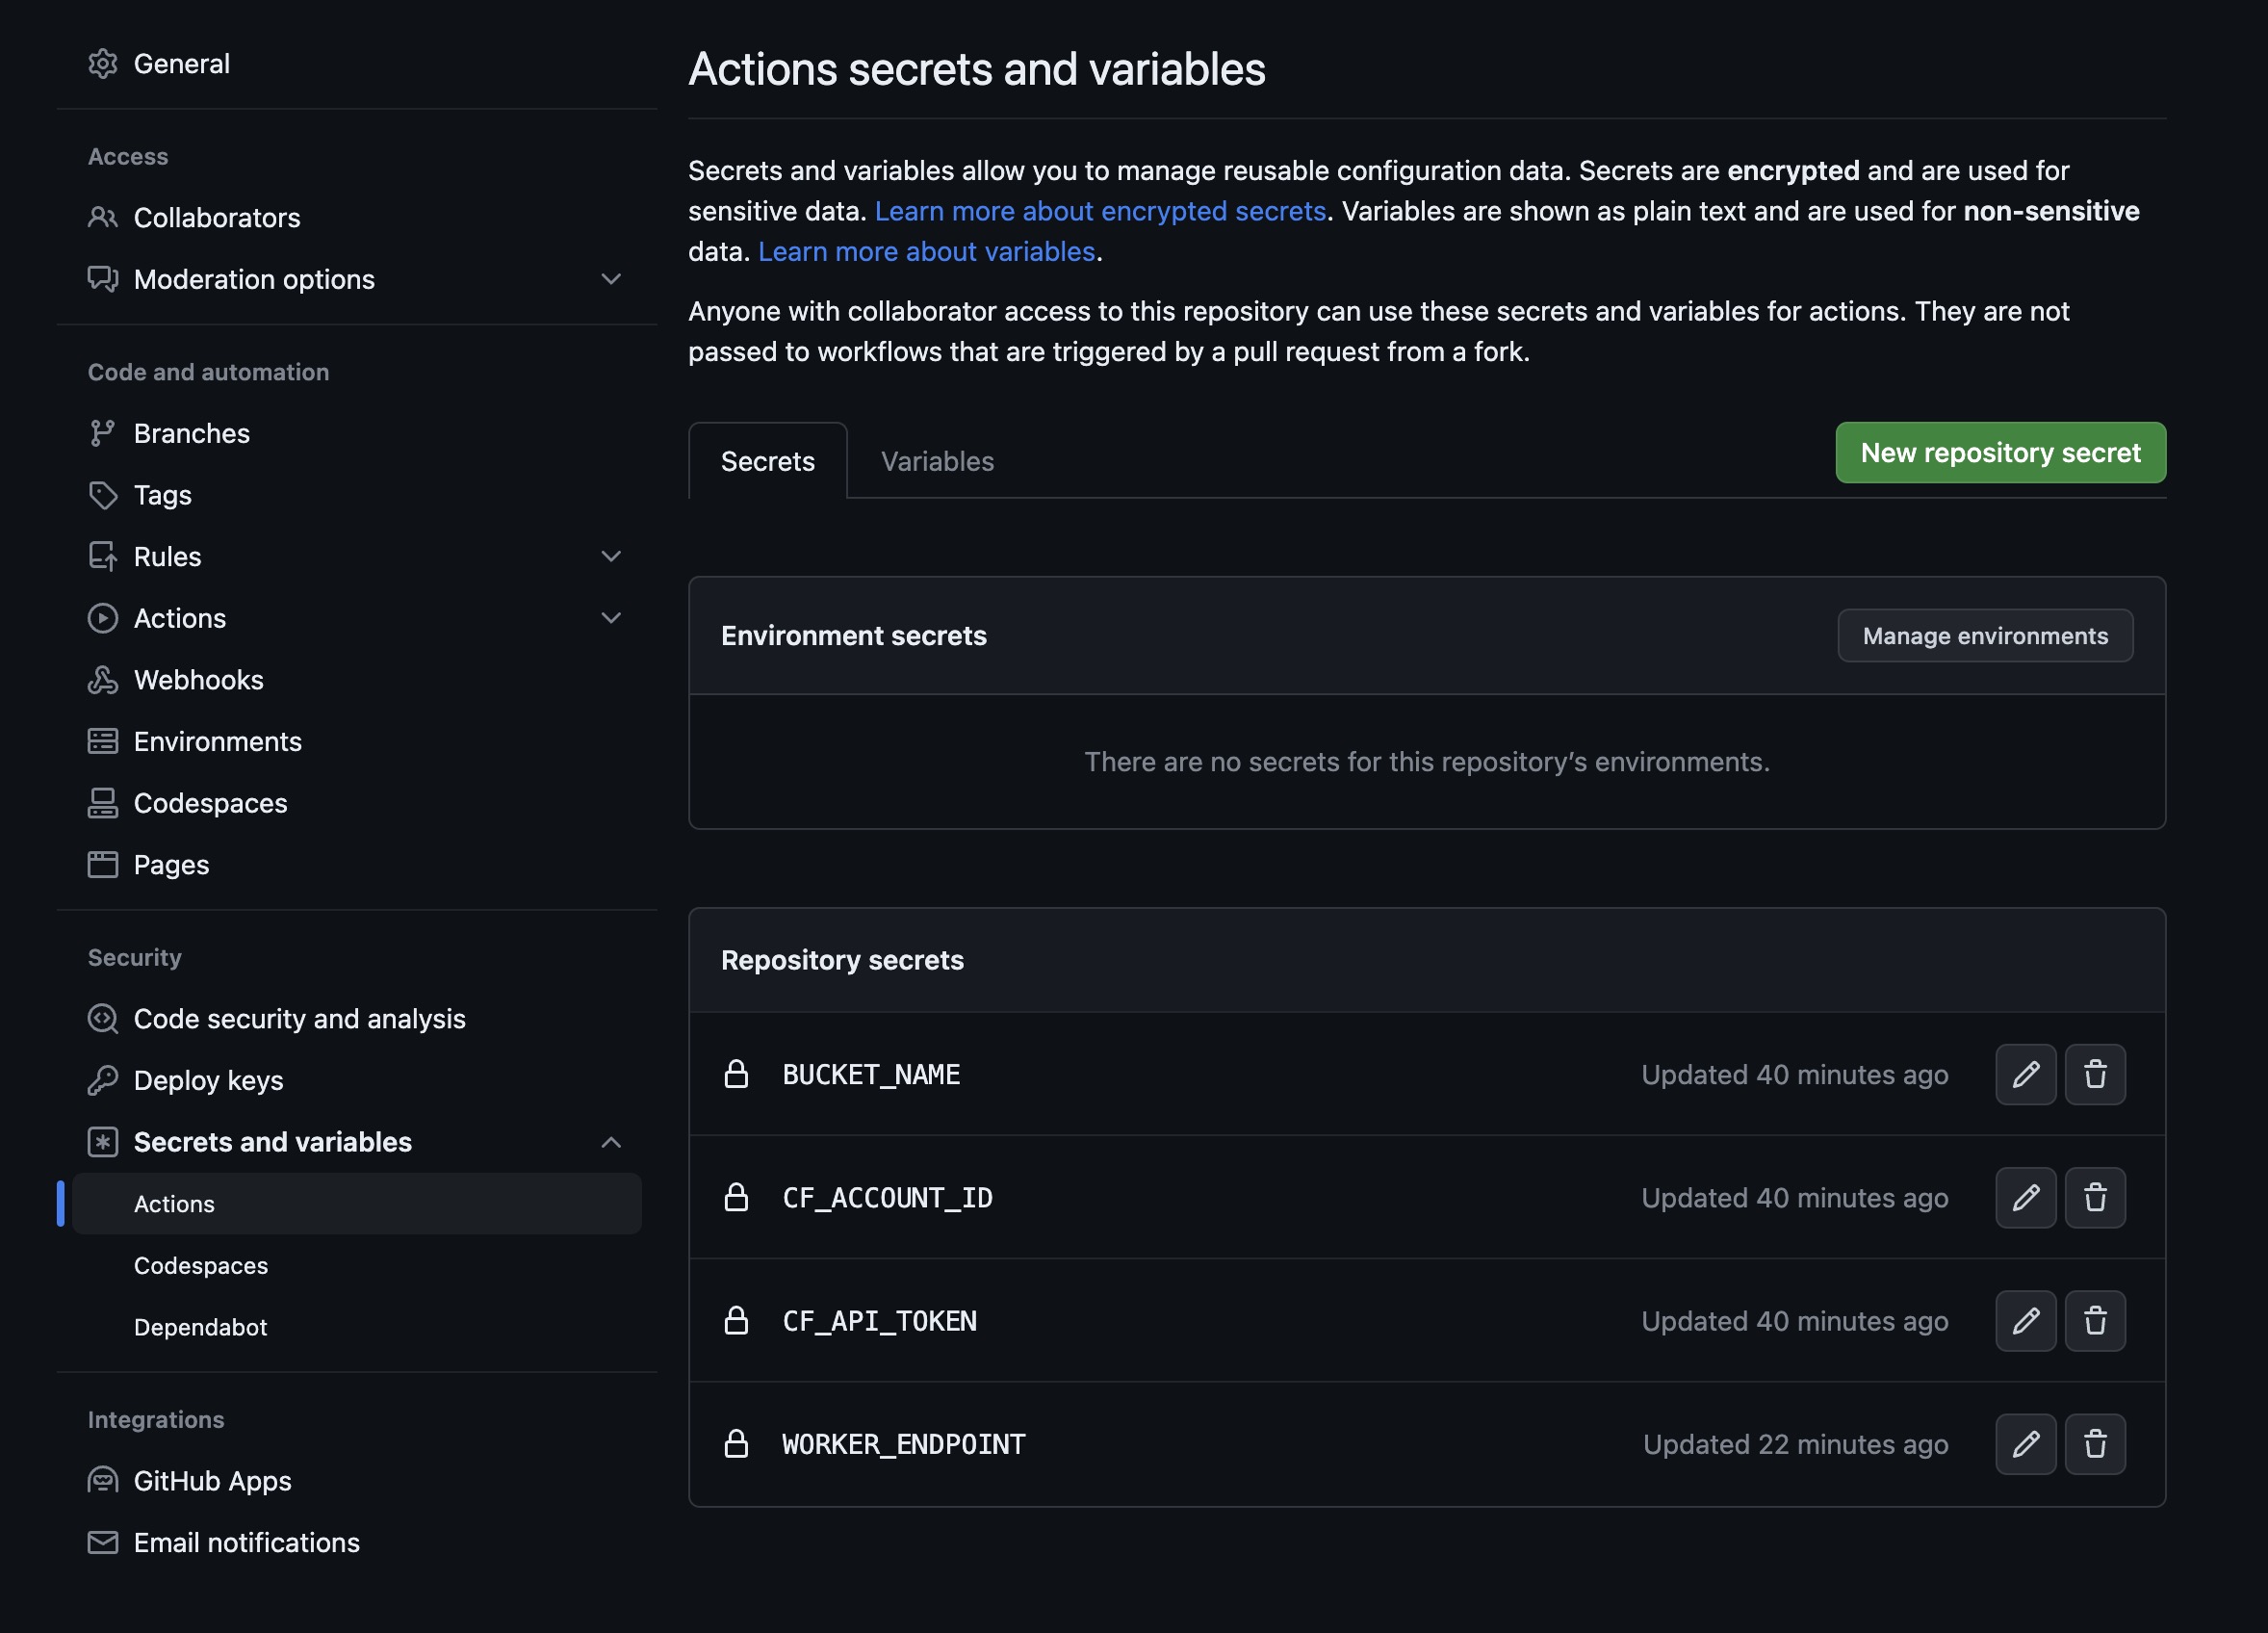 General
Access
Collaborators
Moderation options
Code and automation
Branches
Tags
Rules
Actions
Webhooks
Environments
Codespaces
Pages
Security
Code security and analysis
Deploy keys
Secrets and variables
Actions
Codespaces
Dependabot
Integrations
GitHub Apps
Email notifications
Actions secrets and variables
Secrets and variables allow you to manage reusable configuration data. Secrets are encrypted and are used for
sensitive data. Learn more about encrypted secrets. Variables are shown as plain text and are used for non-sensitive
data. Learn more about variables.
Anyone with collaborator access to this repository can use these secrets and variables for actions. They are not
passed to workflows that are triggered by a pull request from a fork.
Secrets Variables New repository secret
Environment secrets Manage environments
There are no secrets for this repository’s environments.
Repository secrets
BUCKET_NAME Updated 40 minutes ago
CF_ACCOUNT_ID Updated 40 minutes ago
CF_API_TOKEN Updated 40 minutes ago
WORKER_ENDPOINT Updated 22 minutes ago